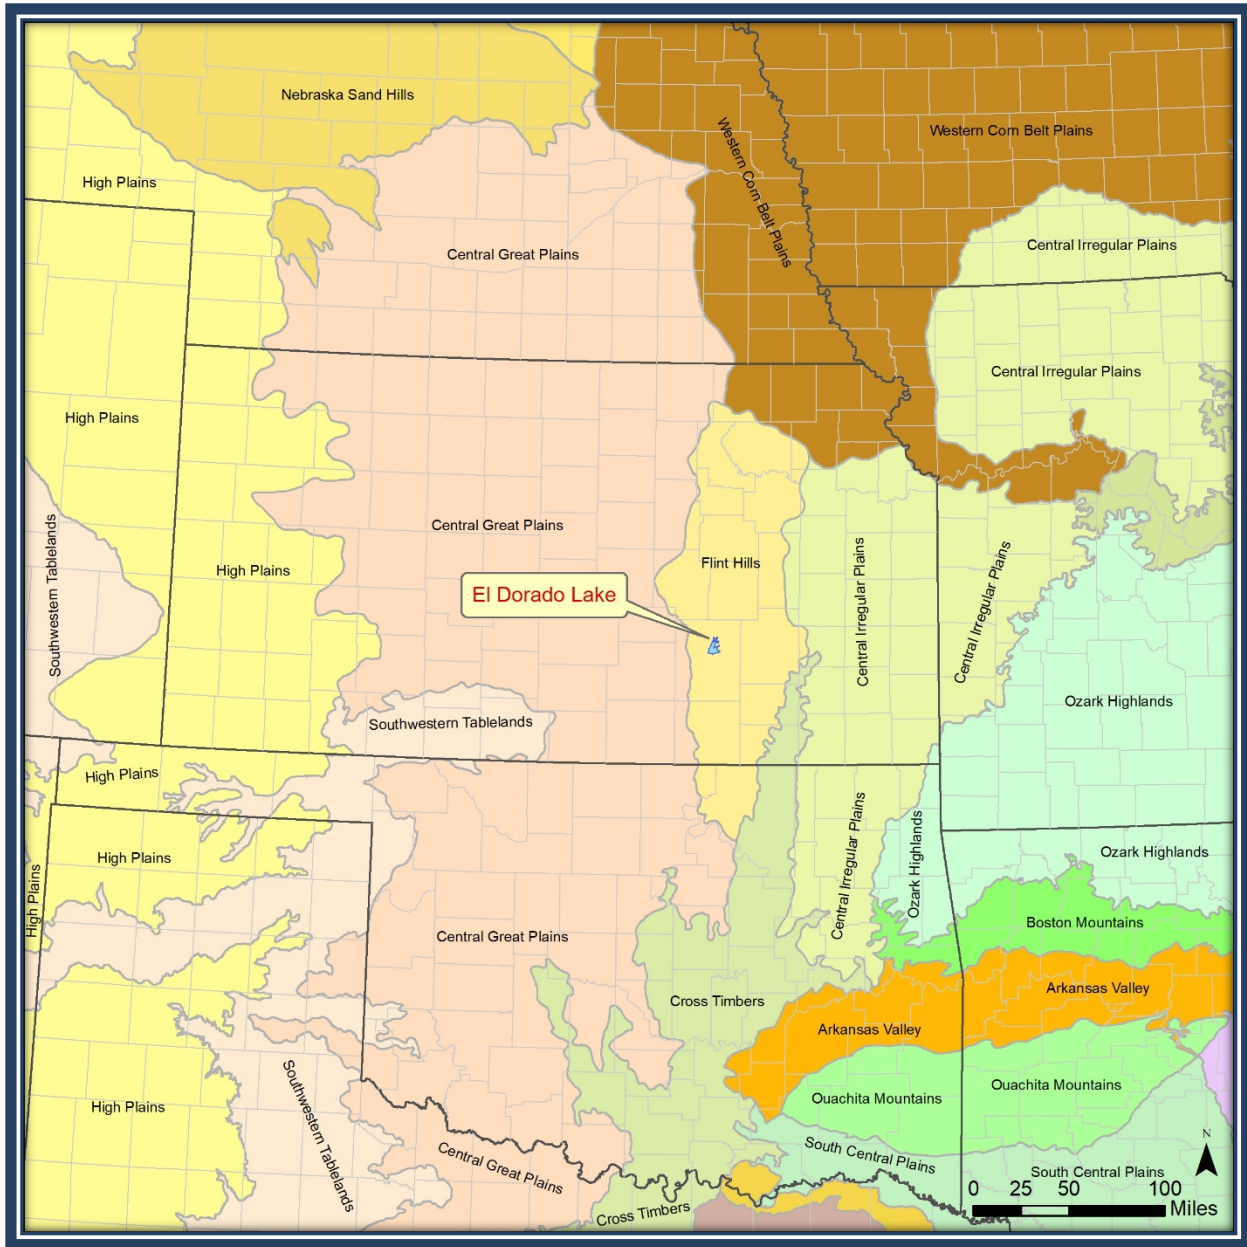 Nebraska Sand Hills
Western Corn Belt Plains
Western Corn Belt Plains
High Plains
Central Great Plains
Central Irregular Plains
Central Irregular Plains
High Plains
Central Great Plains
High Plains
Flint Hills
Southwestern Tablelands
El Dorado Lake
Central Irregular Plains
Central Irregular Plains
Ozark Highlands
Southwestern Tablelands
High Plains
High Plains
High Plains
Central Irregular Plains
Ozark Highlands
Ozark Highlands
Boston Mountains
Central Great Plains
Cross Timbers
Arkansas Valley
Arkansas Valley
Ouachita Mountains
Ouachita Mountains
High Plains
Southwestern Tablelands
Central Great Plains
South Central Plains
South Central Plains
Cross Timbers
N
0 25 50 100
Miles